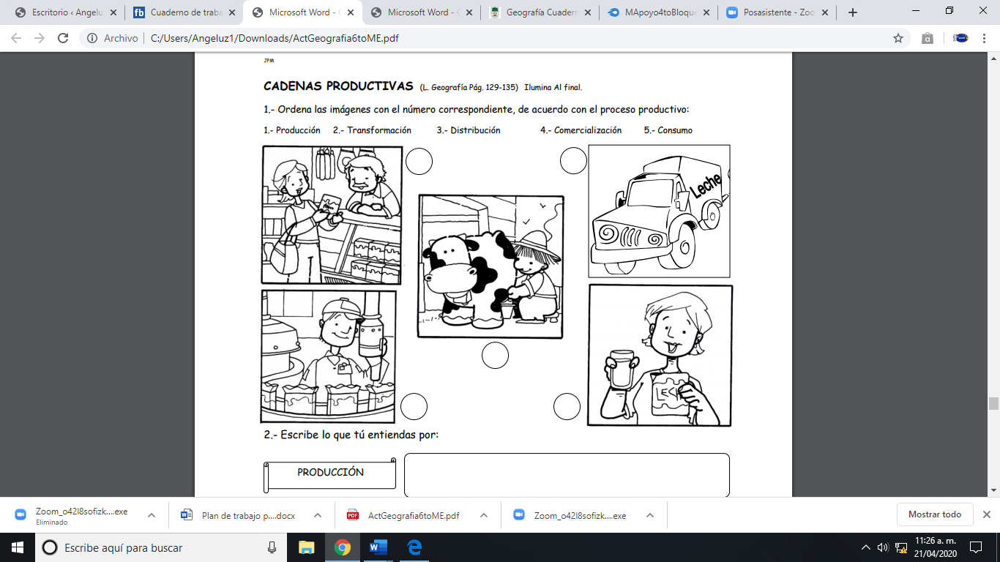 Escritorio ‹ Angelu
Cuaderno de traba
Microsoft Word - 
Microsoft Word - 
Geografía Cuader
MApoyo4toBloque
Posasistente - Zoo
Archivo
C:/Users/Angeluz1/Downloads/ActGeografia6toME.pdf
JPM
CADENAS PRODUCTIVAS (L. Geografía Pág. 129-135) Ilumina Al final.
1.- Ordena las imágenes con el número correspondiente, de acuerdo con el proceso productivo:
1.- Producción 2.- Transformación 3.- Distribución 4.- Comercialización 5.- Consumo
Leche
LECH
2.- Escribe lo que tú entiendas por:
PRODUCCIÓN
Zoom_o42l8sofizk....exe
Eliminado
Plan de trabajo p....docx
ActGeografia6toME.pdf
Zoom_o42l8sofizk....exe
Mostrar todo
Escribe aquí para buscar
11:26 a. m.
21/04/2020